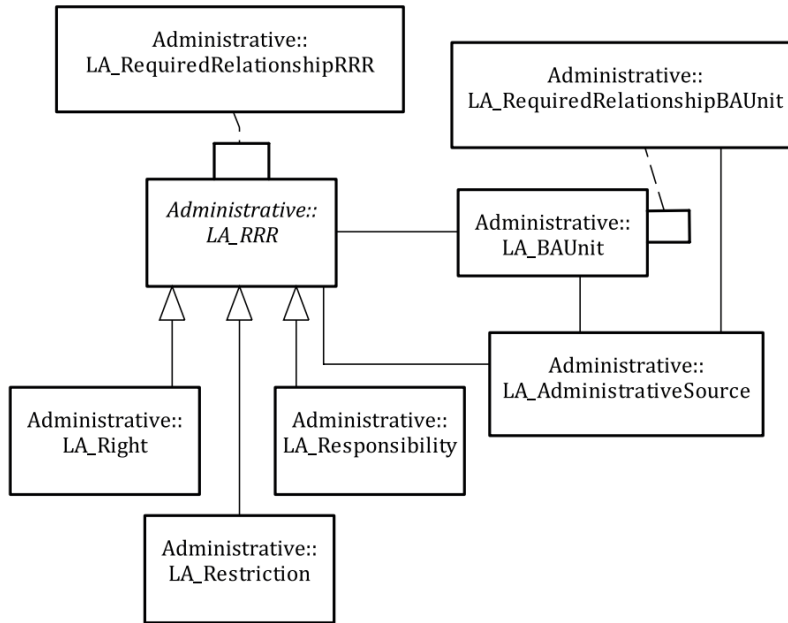 Administrative::
LA_RequiredRelationshipRRR
Administrative::
LA_RequiredRelationshipBAUnit
Administrative::
LA_RRR
Administrative::
LA_BAUnit
Administrative::
LA_AdministrativeSource
Administrative::
LA_Right
Administrative::
LA_Responsibility
Administrative::
LA_Restriction